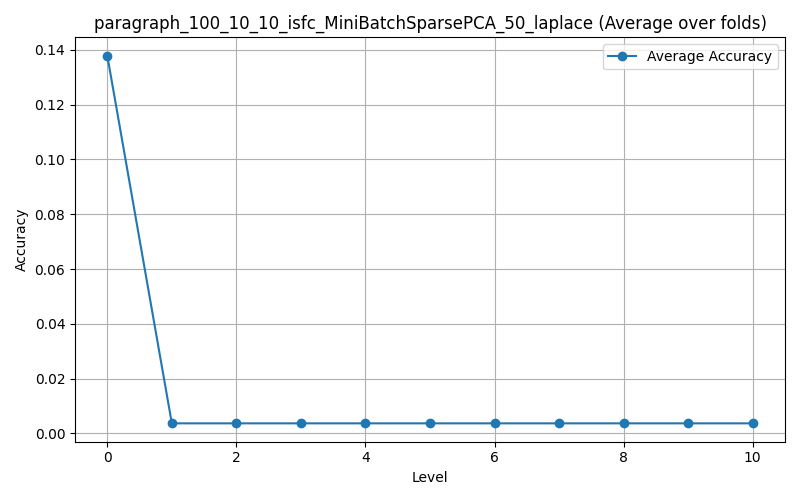 paragraph_100_10_10_isfc_MiniBatchSparsePCA_50_laplace (Average over folds)
Average Accuracy
0.14
0.12
0.10
0.08
0.06
0.04
0.02
0.00
Accuracy
0 2 4 6 8 10
Level